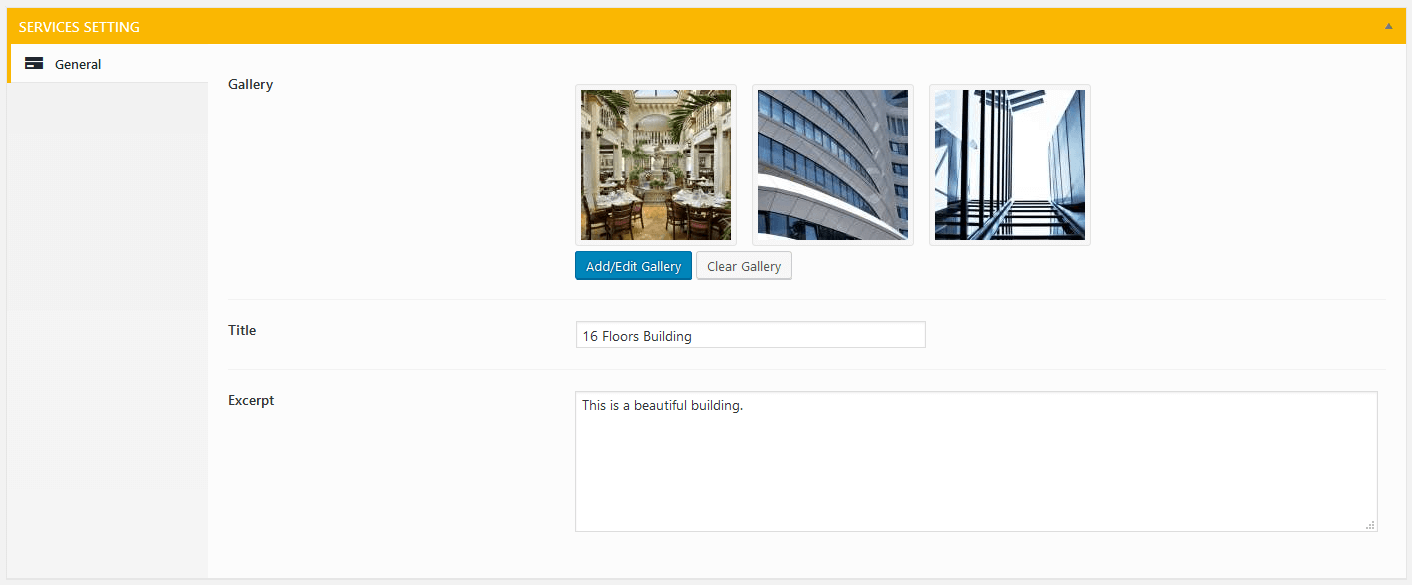 SERVICES SETTING
General
Gallery
Add/Edit Gallery Clear Gallery
Title
16 Floors Building
Excerpt
This is a beautiful building.